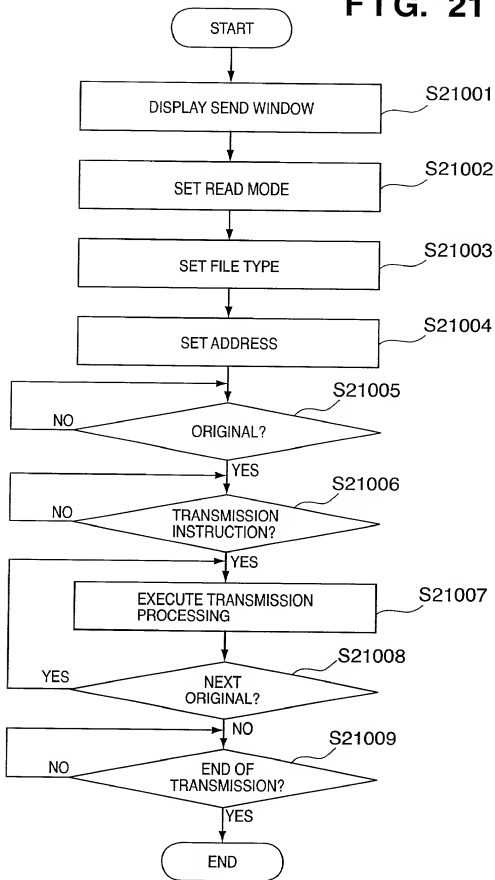 FIG. 21
START
DISPLAY SEND WINDOW
S21001
SET READ MODE
S21002
SET FILE TYPE
S21003
SET ADDRESS
S21004
ORIGINAL?
S21005
NO
YES
TRANSMISSION
INSTRUCTION?
S21006
NO
YES
EXECUTE TRANSMISSION
PROCESSING
S21007
NEXT
ORIGINAL?
S21008
YES
NO
END OF
TRANSMISSION?
S21009
NO
YES
END